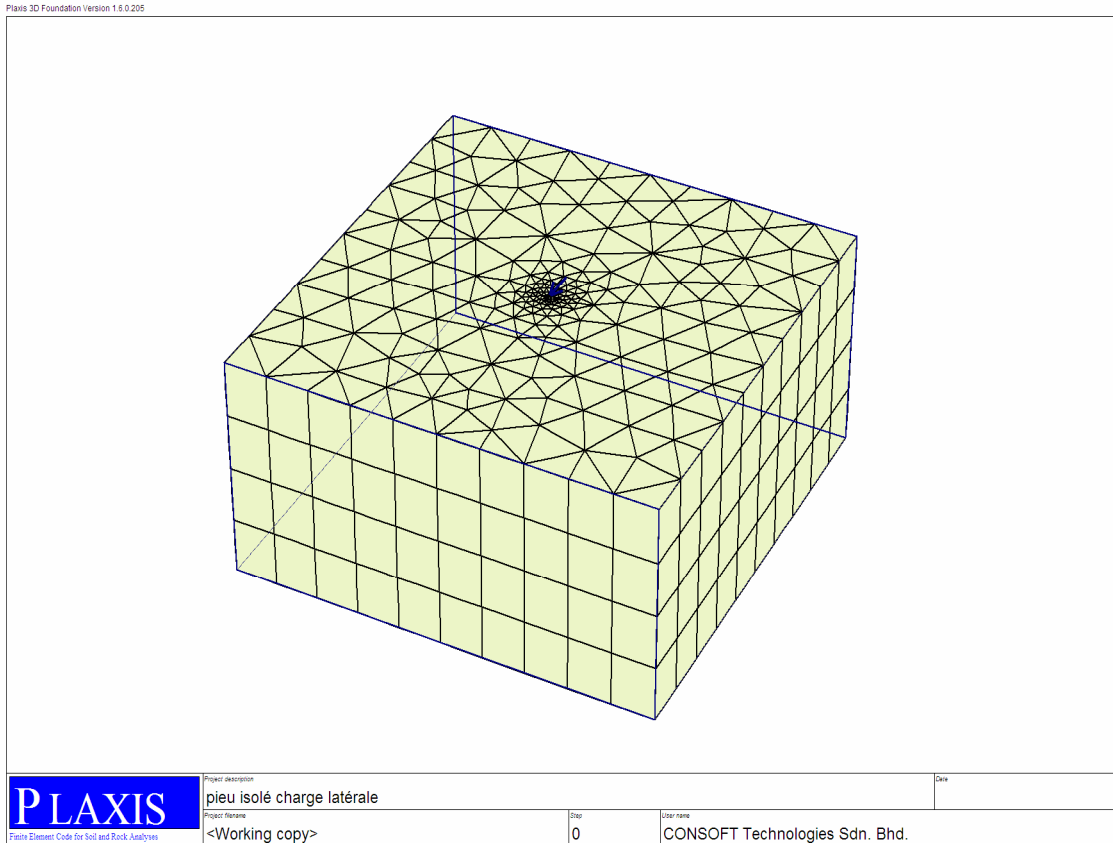 Plaxis 3D Foundation Version 1.6.0.205
PLAXIS
Finite Element Code for Soil and Rock Analyses
Project description
pieu isolé charge latérale
Date
Project filename
<Working copy>
Step
0
User name
CONSOFT Technologies Sdn. Bhd.